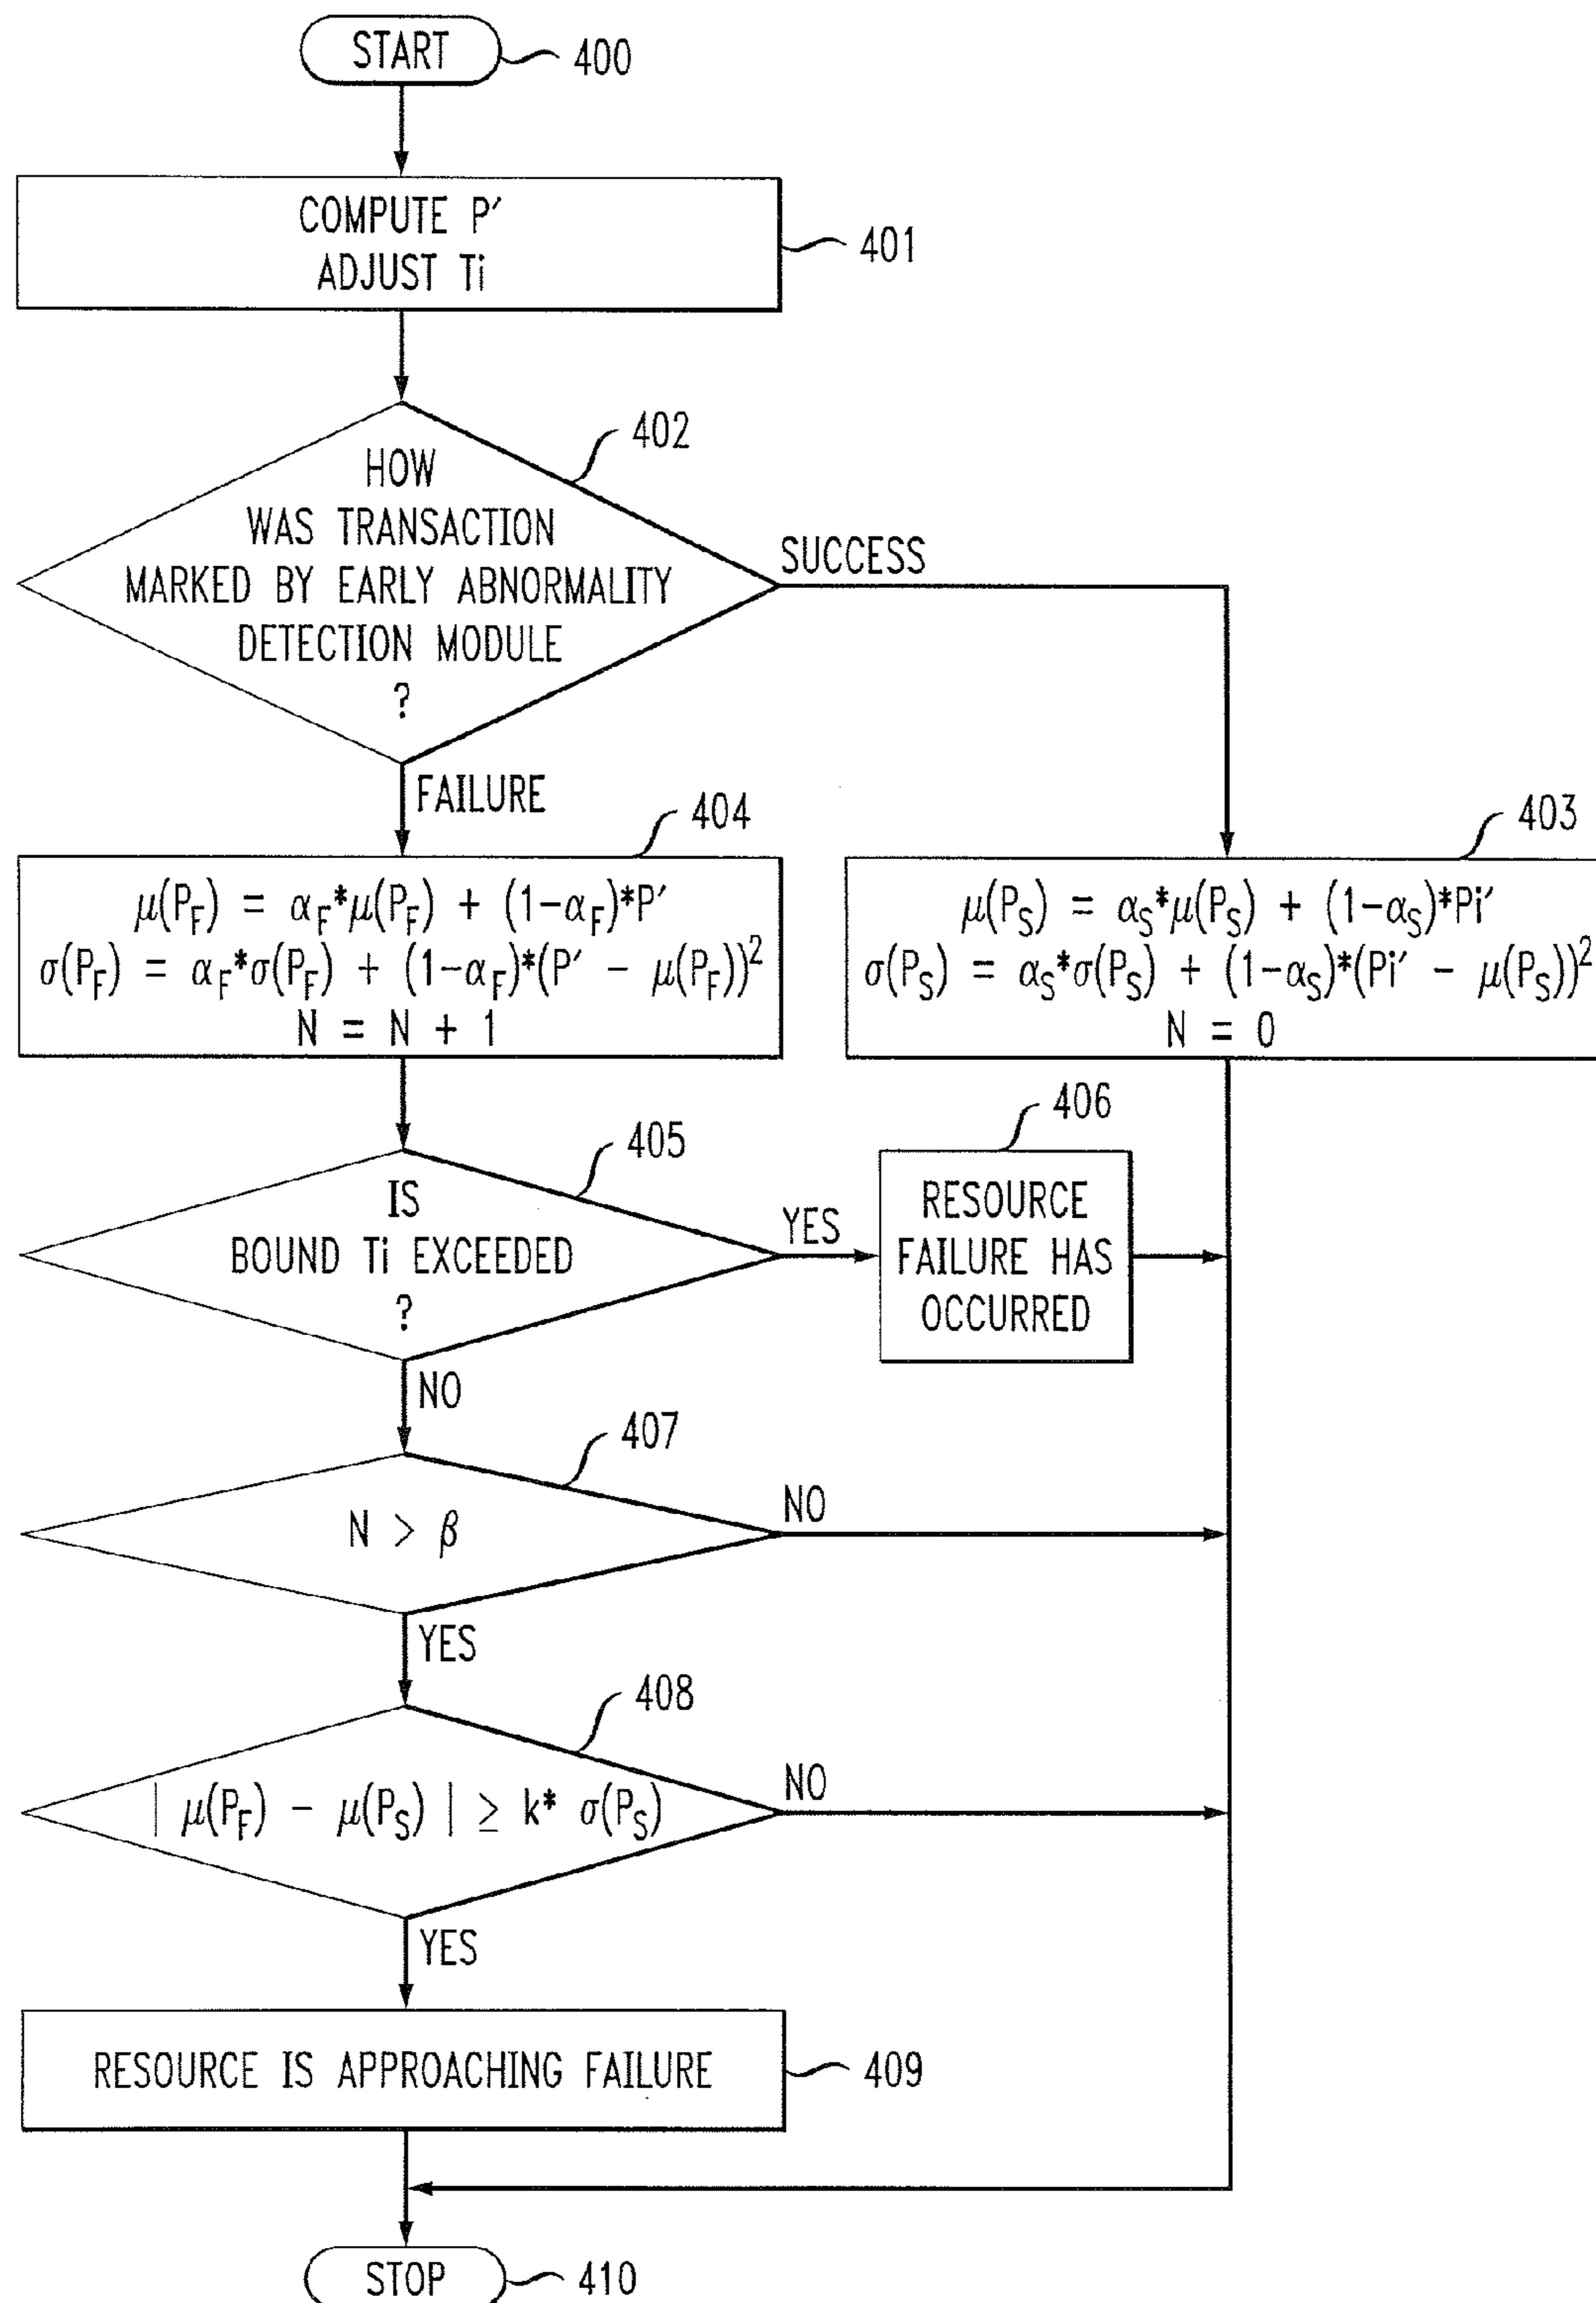 START
400
COMPUTE P′
ADJUST Ti
401
402
HOW
WAS TRANSACTION
MARKED BY EARLY ABNORMALITY
DETECTION MODULE
?
SUCCESS
FAILURE
404
μ(P_F) = α_F*μ(P_F) + (1-α_F)*P′
σ(P_F) = α_F*σ(P_F) + (1-α_F)*(P′ - μ(P_F))²
N = N + 1
403
μ(P_S) = α_S*μ(P_S) + (1-α_S)*Pi′
σ(P_S) = α_S*σ(P_S) + (1-α_S)*(Pi′ - μ(P_S))²
N = 0
405
IS
BOUND Ti EXCEEDED
?
YES
406
RESOURCE
FAILURE HAS
OCCURRED
NO
407
N > β
NO
YES
408
| μ(P_F) - μ(P_S) | ≥ k* σ(P_S)
NO
YES
RESOURCE IS APPROACHING FAILURE
409
STOP
410